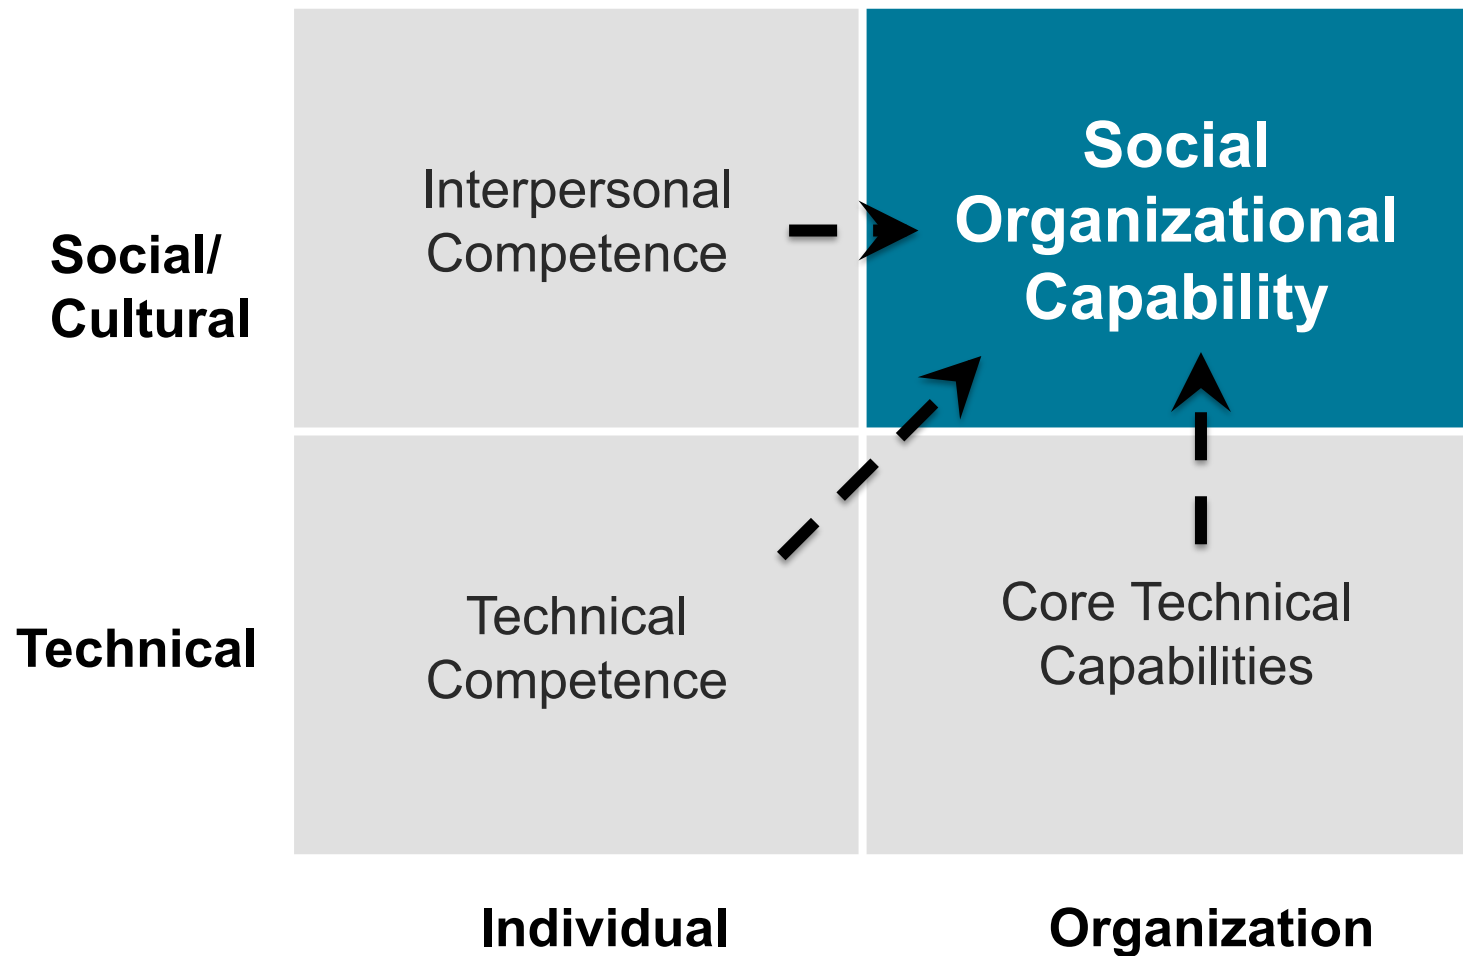 Social/
Cultural
Interpersonal
Competence
Social
Organizational
Capability
Technical
Technical
Competence
Core Technical
Capabilities
Individual
Organization